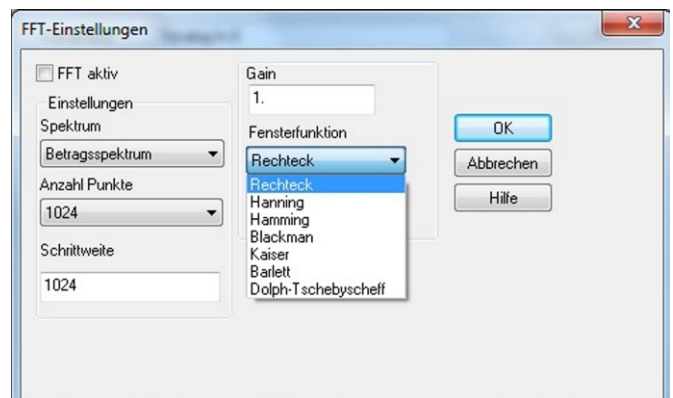 FFT-Einstellungen
FFT aktiv
Einstellungen
Spektrum
Betragsspektrum
Anzahl Punkte
1024
Schrittweite
1024
Gain
1.
Fensterfunktion
Rechteck
Rechteck
Hanning
Hamming
Blackman
Kaiser
Barlett
Dolph-Tschebyscheff
OK
Abbrechen
Hilfe